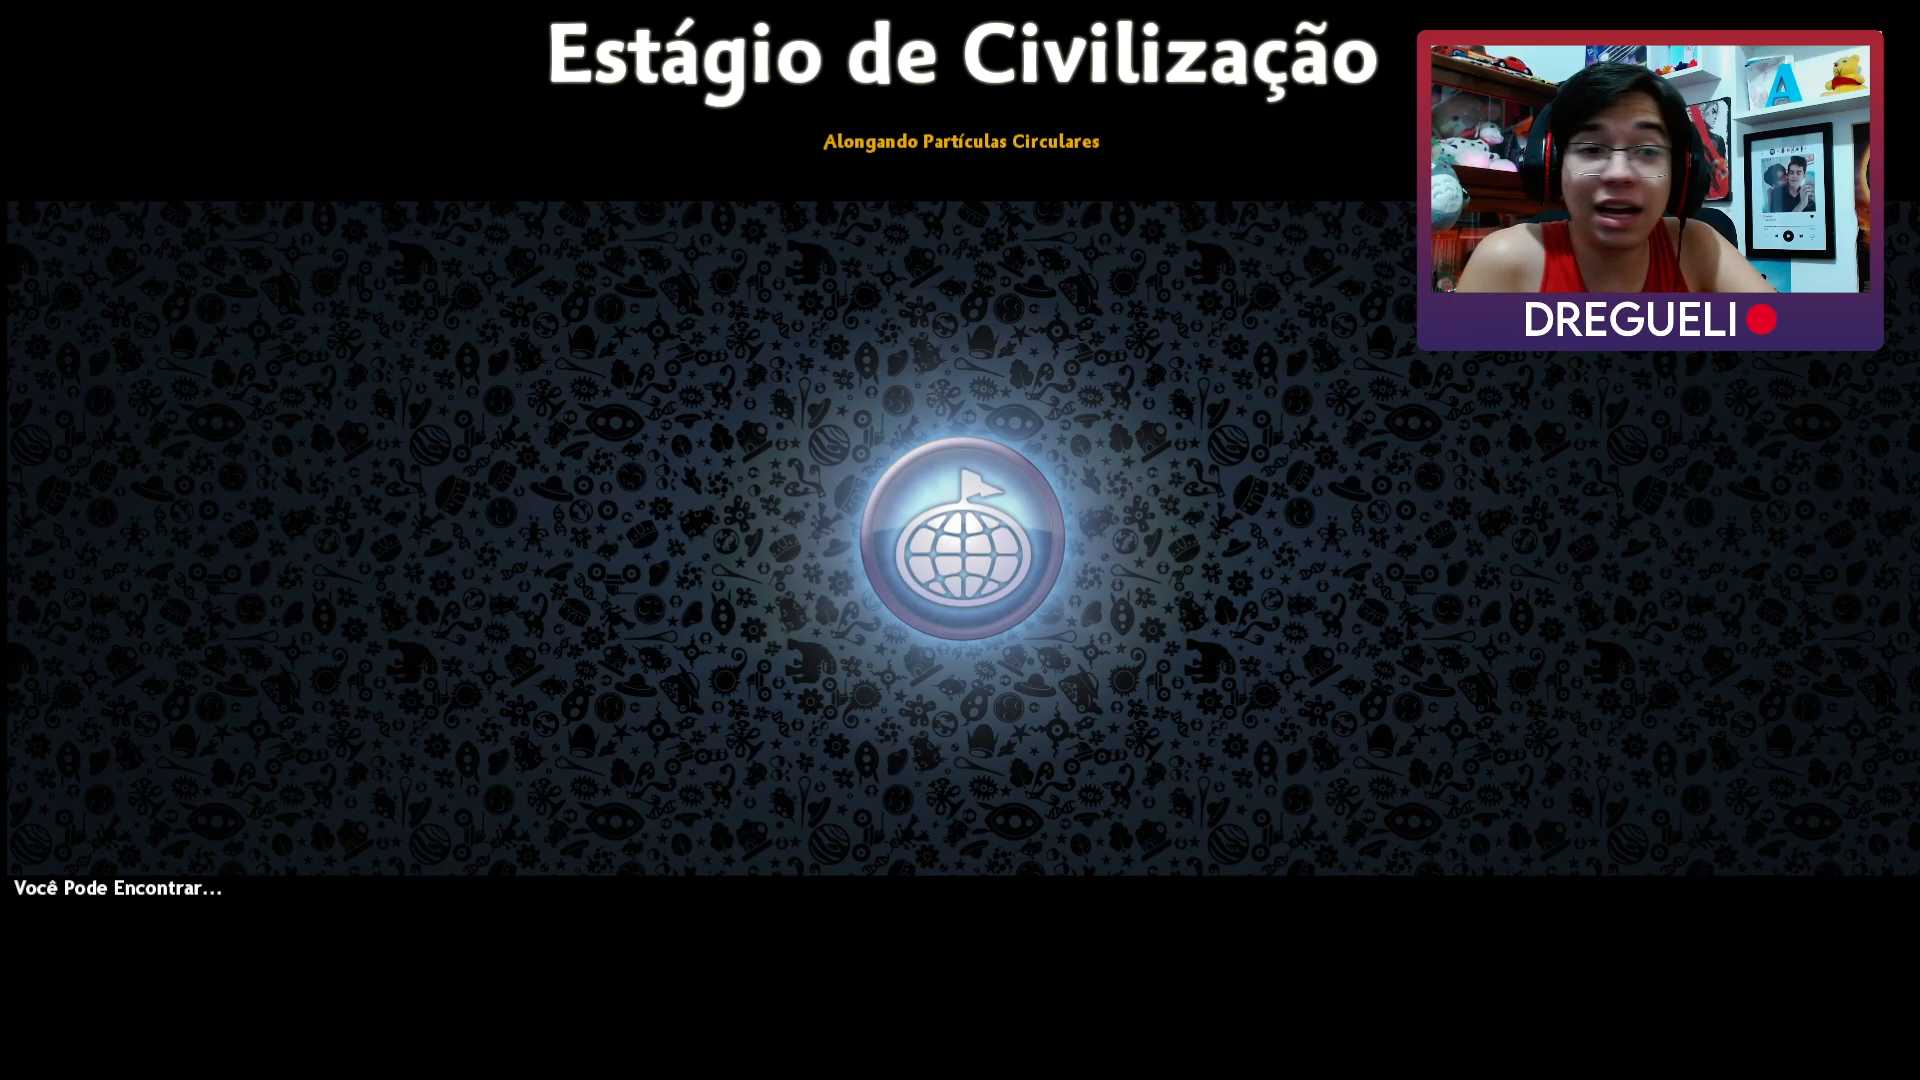 Estágio de Civilização
Alongando Partículas Circulares
A
DREGUELI
Você Pode Encontrar...